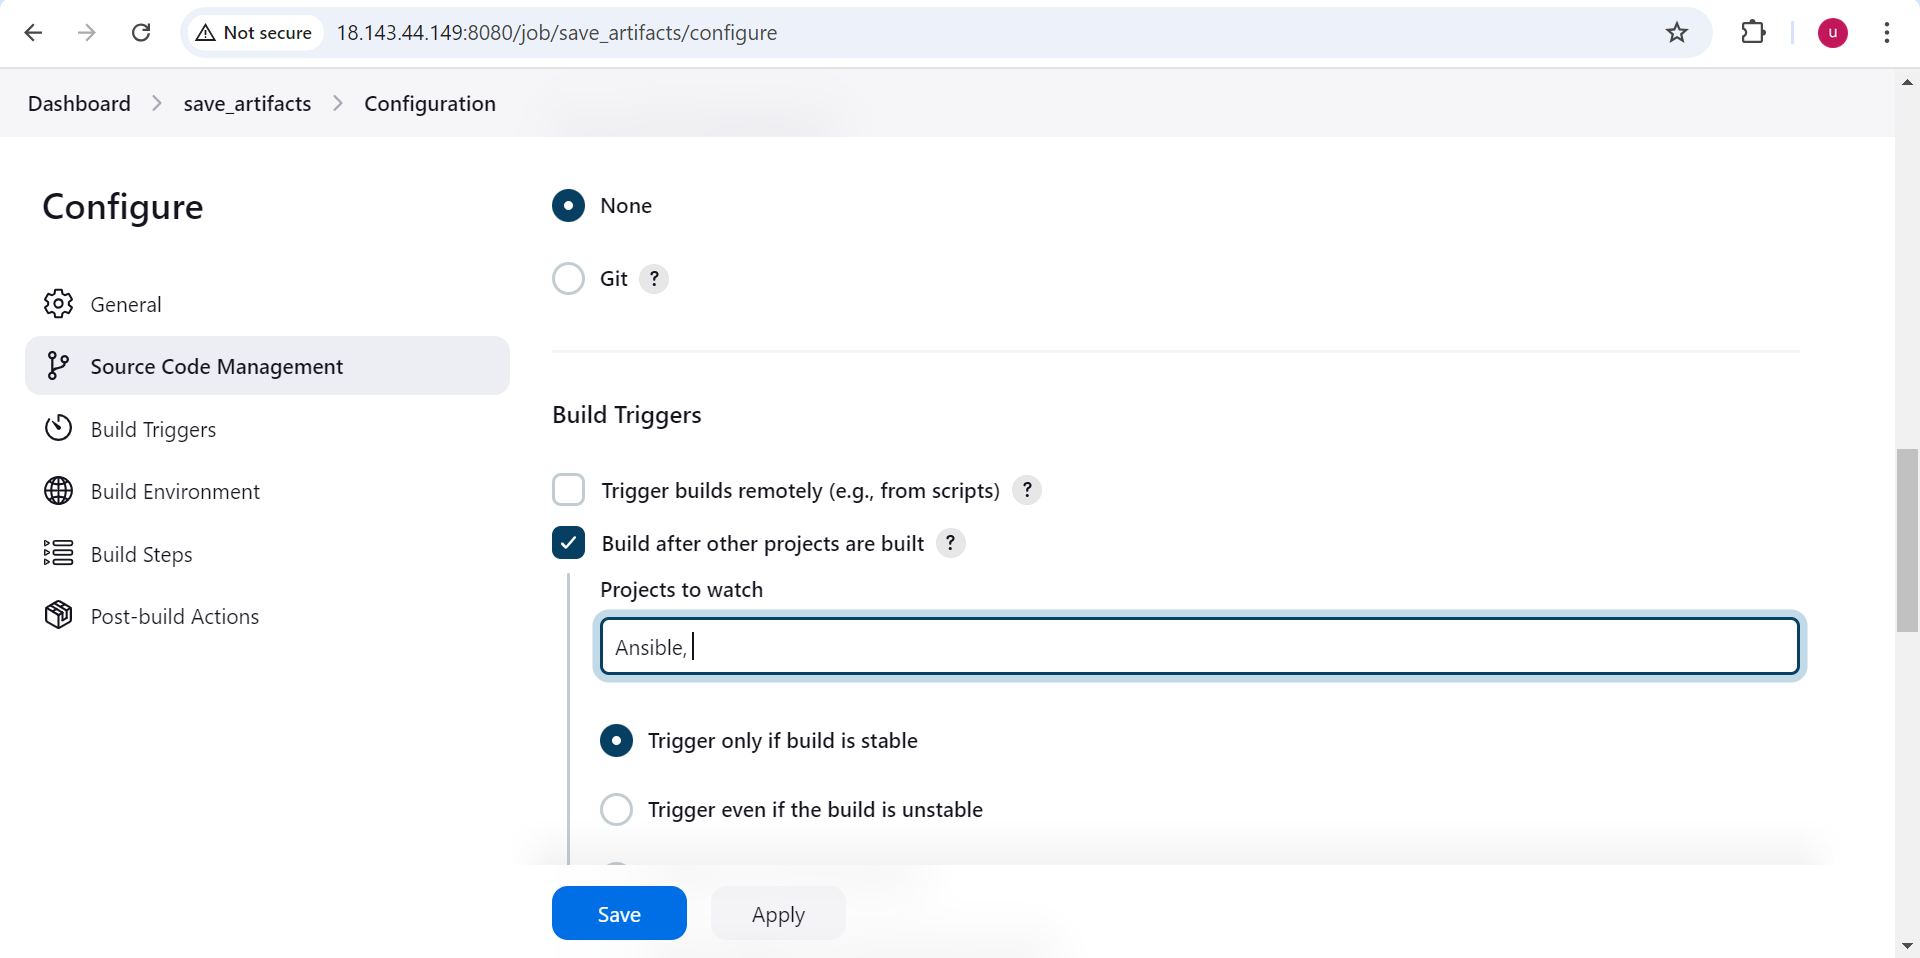 Not secure
18.143.44.149:8080/job/save_artifacts/configure
u
Dashboard
save_artifacts
Configuration
Configure
General
Source Code Management
Build Triggers
Build Environment
Build Steps
Post-build Actions
None
Git ?
Build Triggers
Trigger builds remotely (e.g., from scripts) ?
Build after other projects are built ?
Projects to watch
Ansible,
Trigger only if build is stable
Trigger even if the build is unstable
Save
Apply